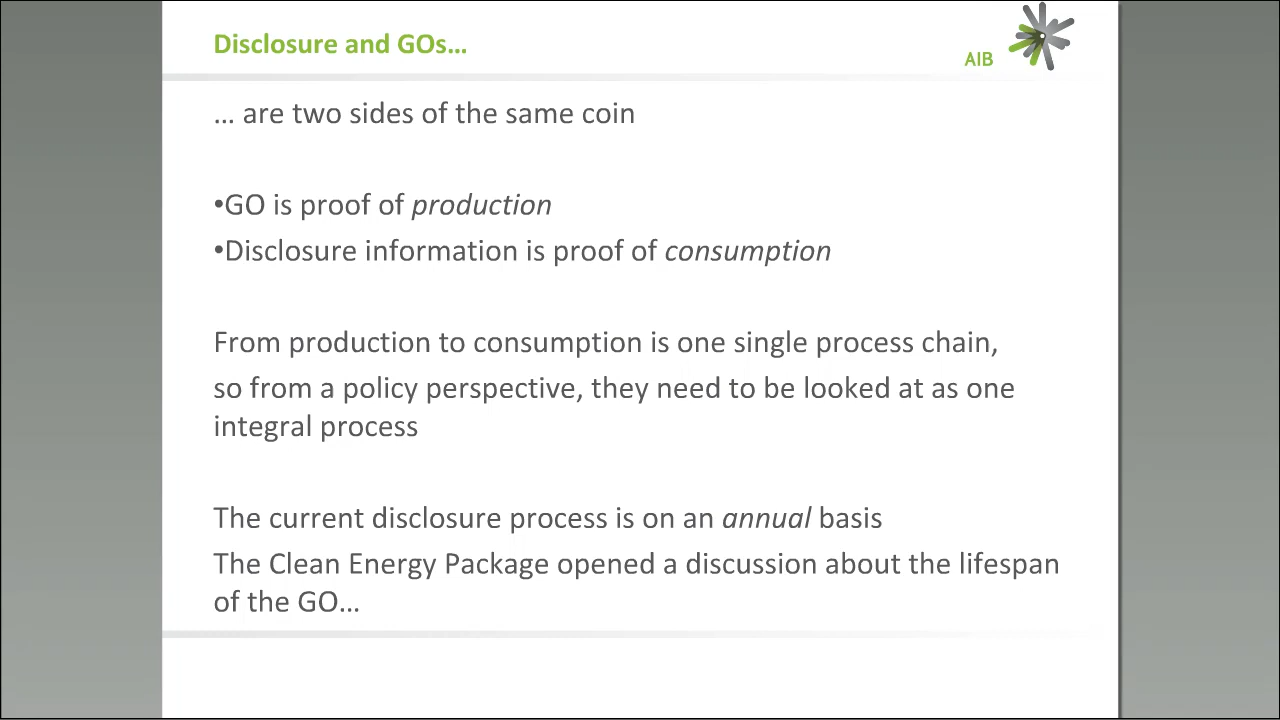 Disclosure and GOs…
AIB
… are two sides of the same coin
•GO is proof of production
•Disclosure information is proof of consumption
From production to consumption is one single process chain,
so from a policy perspective, they need to be looked at as one
integral process
The current disclosure process is on an annual basis
The Clean Energy Package opened a discussion about the lifespan
of the GO…